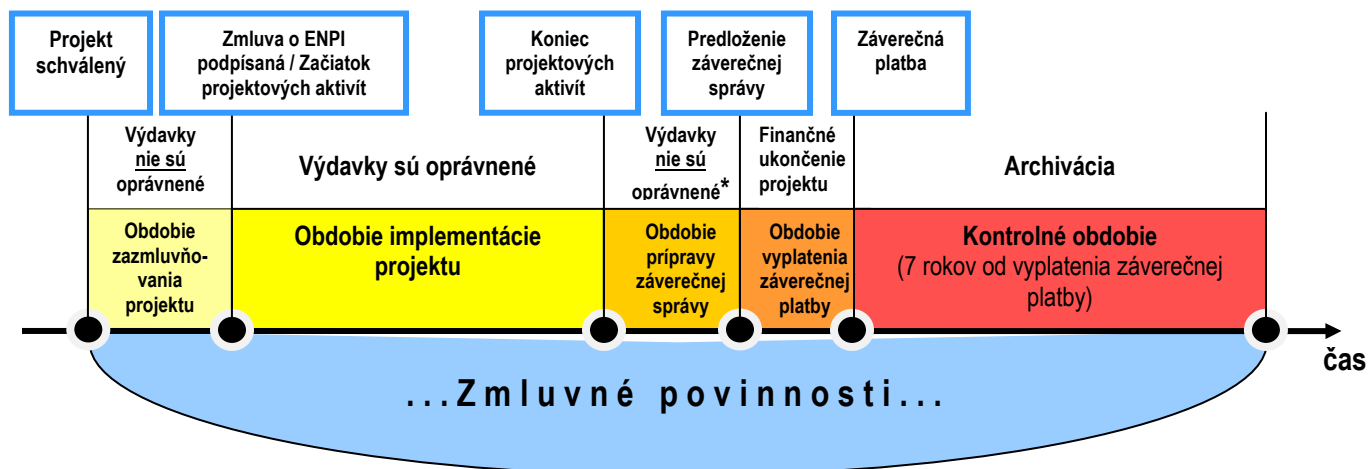 Projekt
schválený
Zmluva o ENPI
podpísaná / Začiatok
projektových aktivít
Koniec
projektových
aktivít
Predloženie
záverečnej
správy
Záverečná
platba
Výdavky
nie sú
oprávnené
Výdavky sú oprávnené
Výdavky
nie sú
oprávnené*
Finančné
ukončenie
projektu
Archivácia
Obdobie
zazmluvňo-
vania
projektu
Obdobie implementácie
projektu
Obdobie
prípravy
záverečnej
správy
Obdobie
vyplatenia
záverečnej
platby
Kontrolné obdobie
(7 rokov od vyplatenia záverečnej
platby)
čas
...Zmluvné povinnosti...